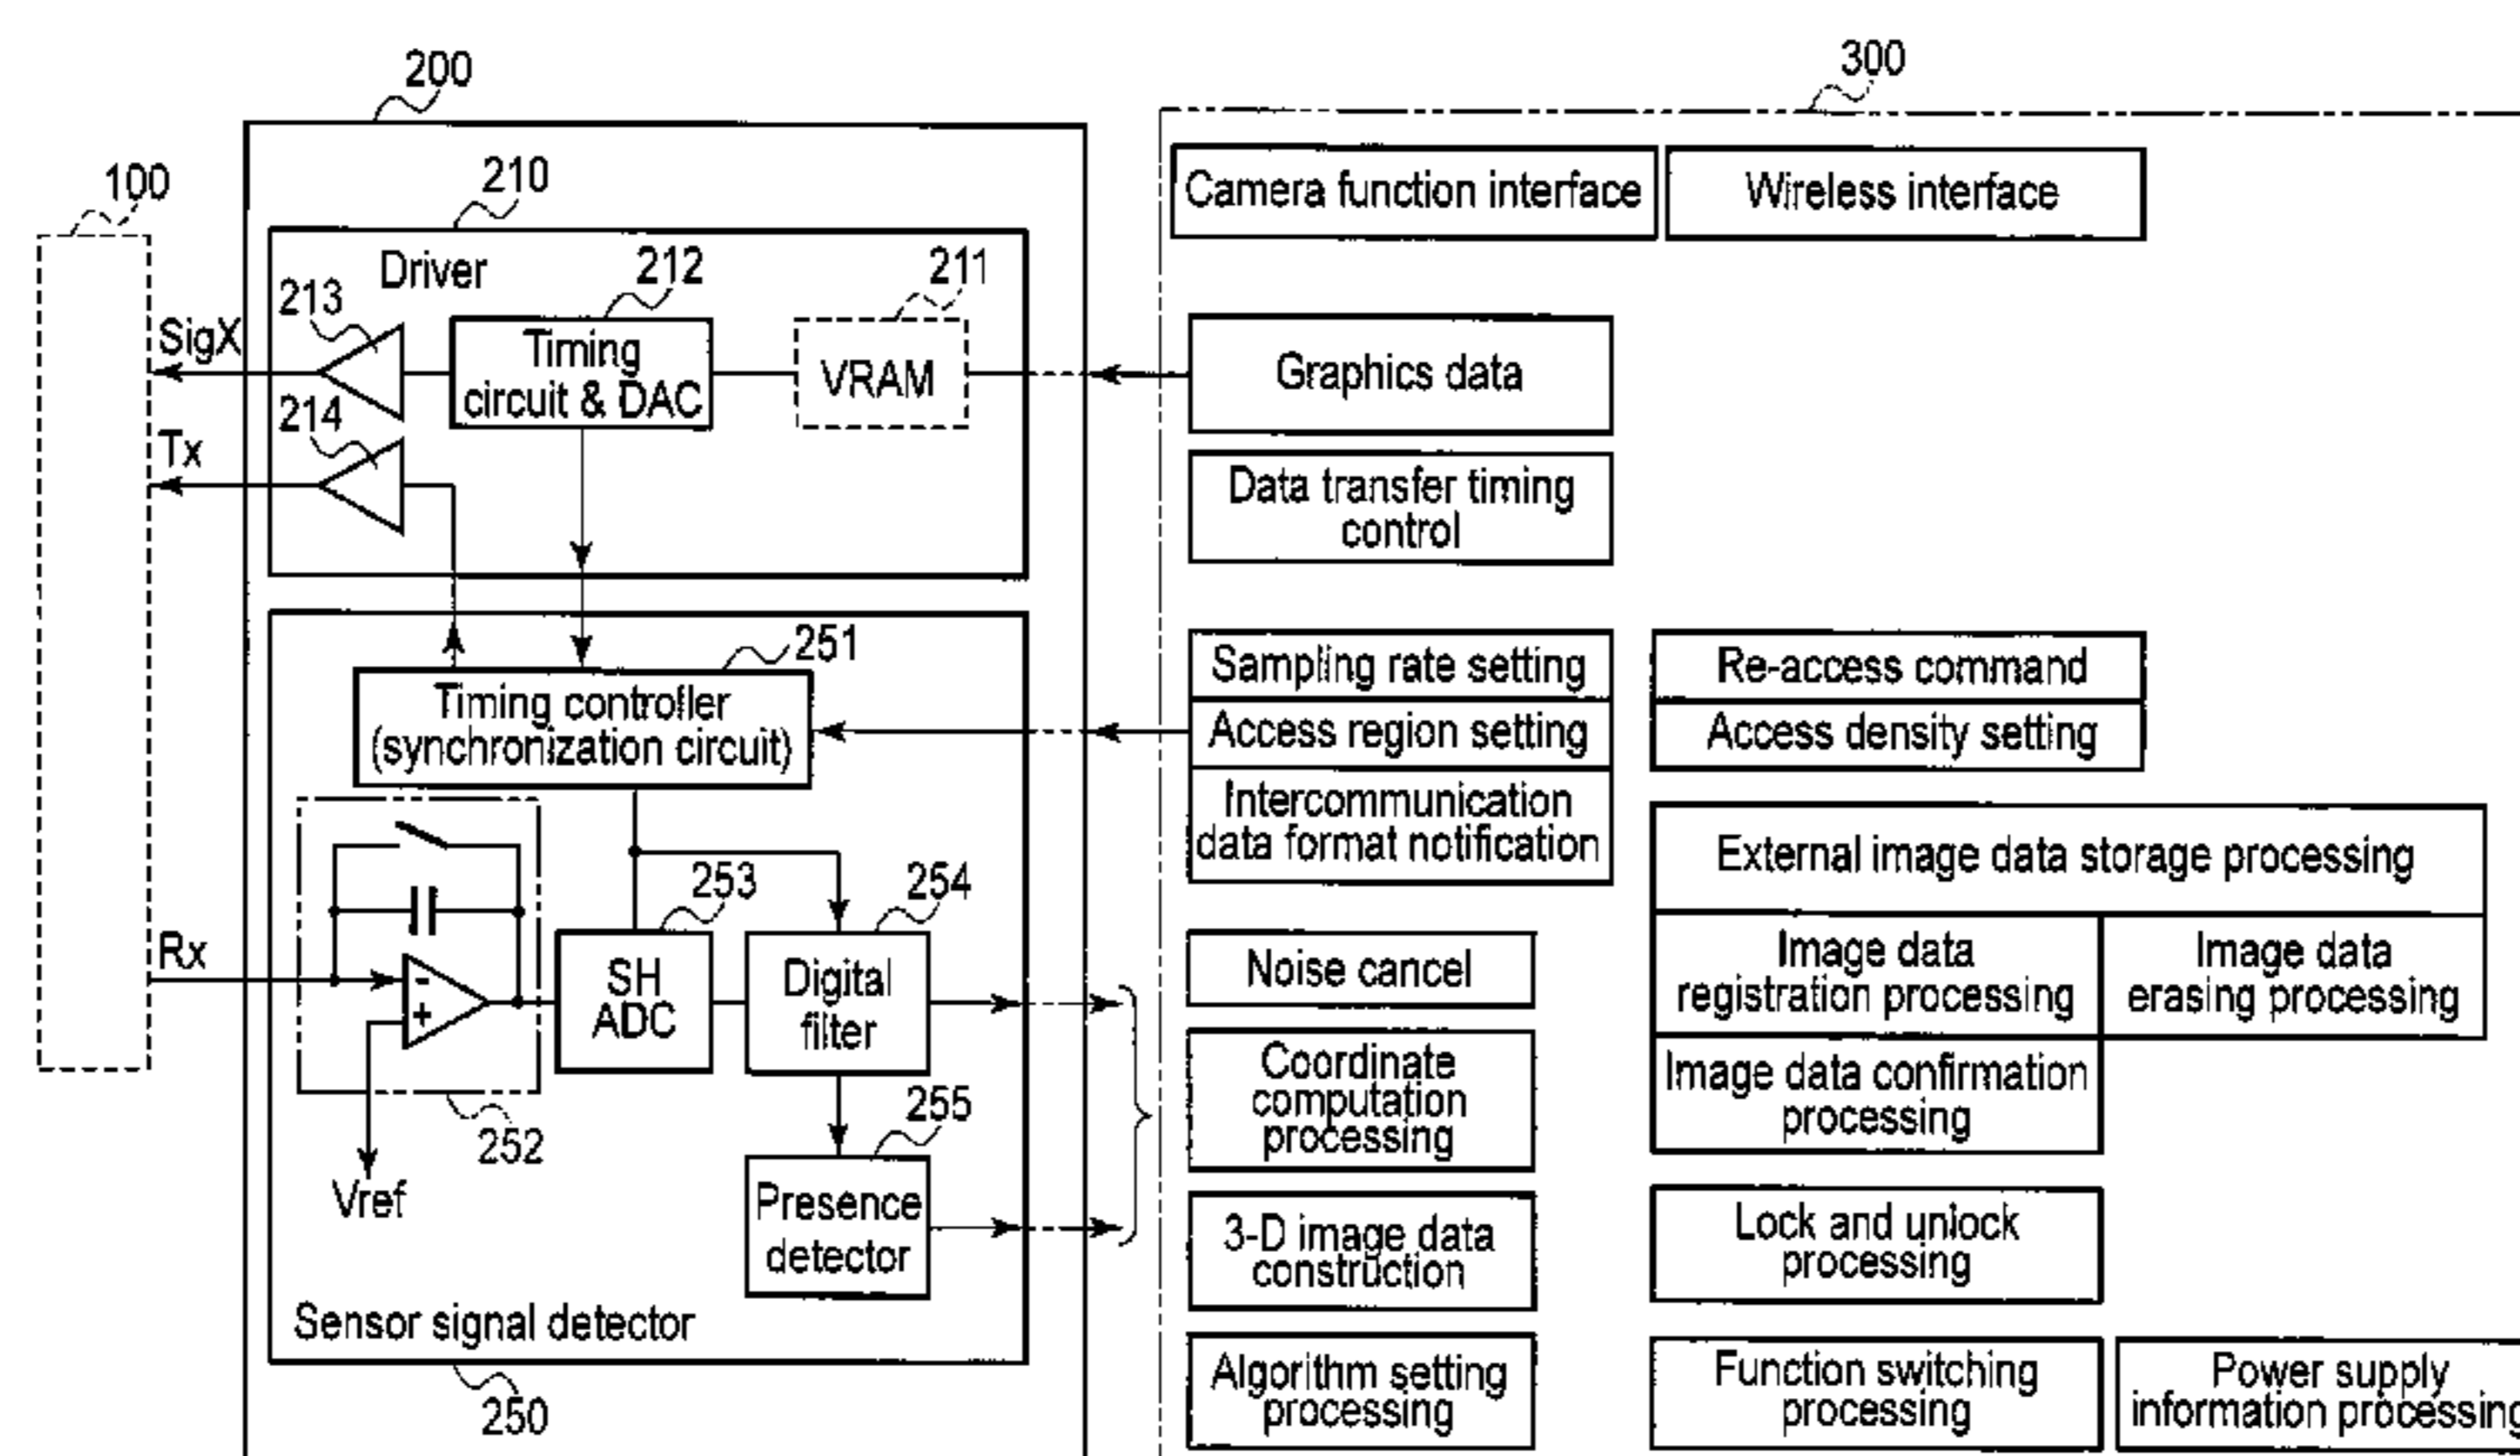 200
300
100
210
Camera function interface
Wireless interface
Driver
213
212
211
SigX
Timing
circuit & DAC
VRAM
Graphics data
214
Tx
Data transfer timing
control
251
Timing controller
(synchronization circuit)
Sampling rate setting
Access region setting
Intercommunication
data format notification
Re-access command
Access density setting
External image data storage processing
Image data
registration processing
Image data
erasing processing
Image data confirmation
processing
253
254
Rx
-
+
SH
ADC
Digital
filter
Noise cancel
Coordinate
computation
processing
252
Vref
255
Presence
detector
3-D image data
construction
Lock and unlock
processing
Sensor signal detector
250
Algorithm setting
processing
Function switching
processing
Power supply
information processing